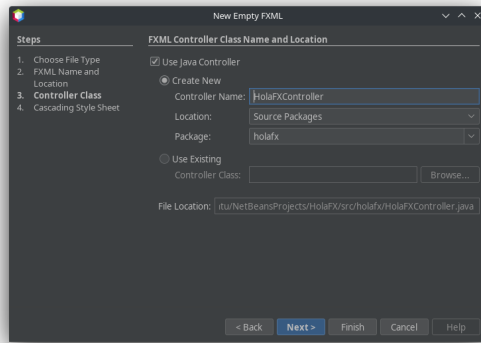 New Empty FXML
Steps
1. Choose File Type
2. FXML Name and
Location
3. Controller Class
4. Cascading Style Sheet
FXML Controller Class Name and Location
Use Java Controller
Create New
Controller Name: HolaFXController
Location: Source Packages
Package: holafx
Use Existing
Controller Class:
Browse...
File Location: itu/NetBeansProjects/HolaFX/src/holafx/HolaFXController.java
< Back Next > Finish Cancel Help